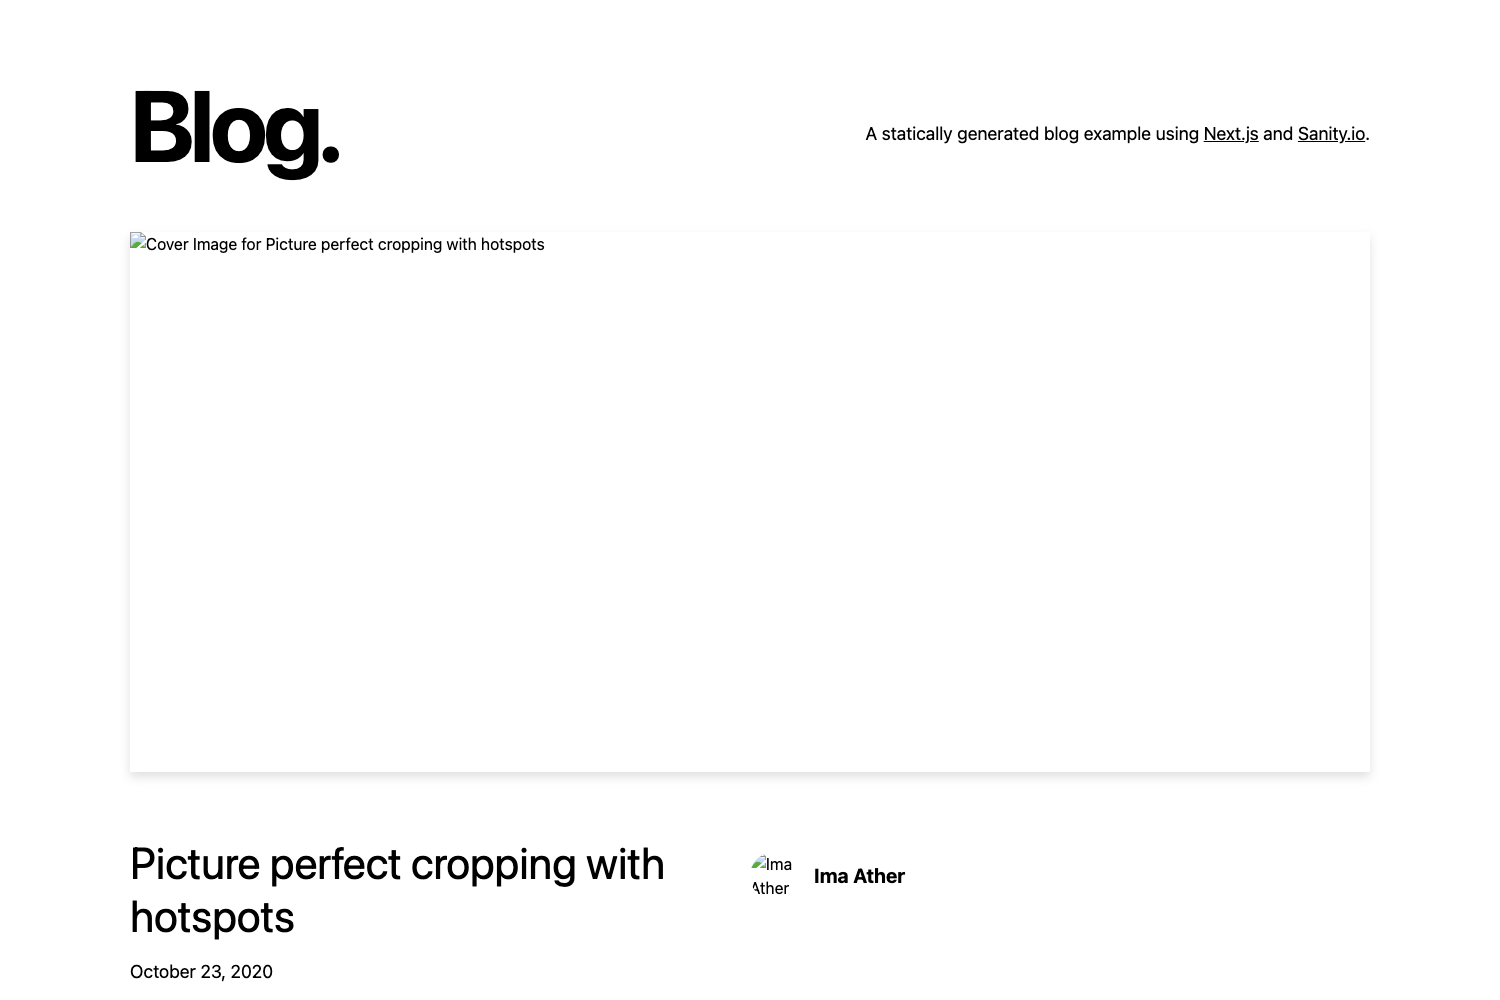 Blog.
A statically generated blog example using Next.js and Sanity.io.
Cover Image for Picture perfect cropping with hotspots
Picture perfect cropping with
hotspots
October 23, 2020
Ima
Ather
Ima Ather